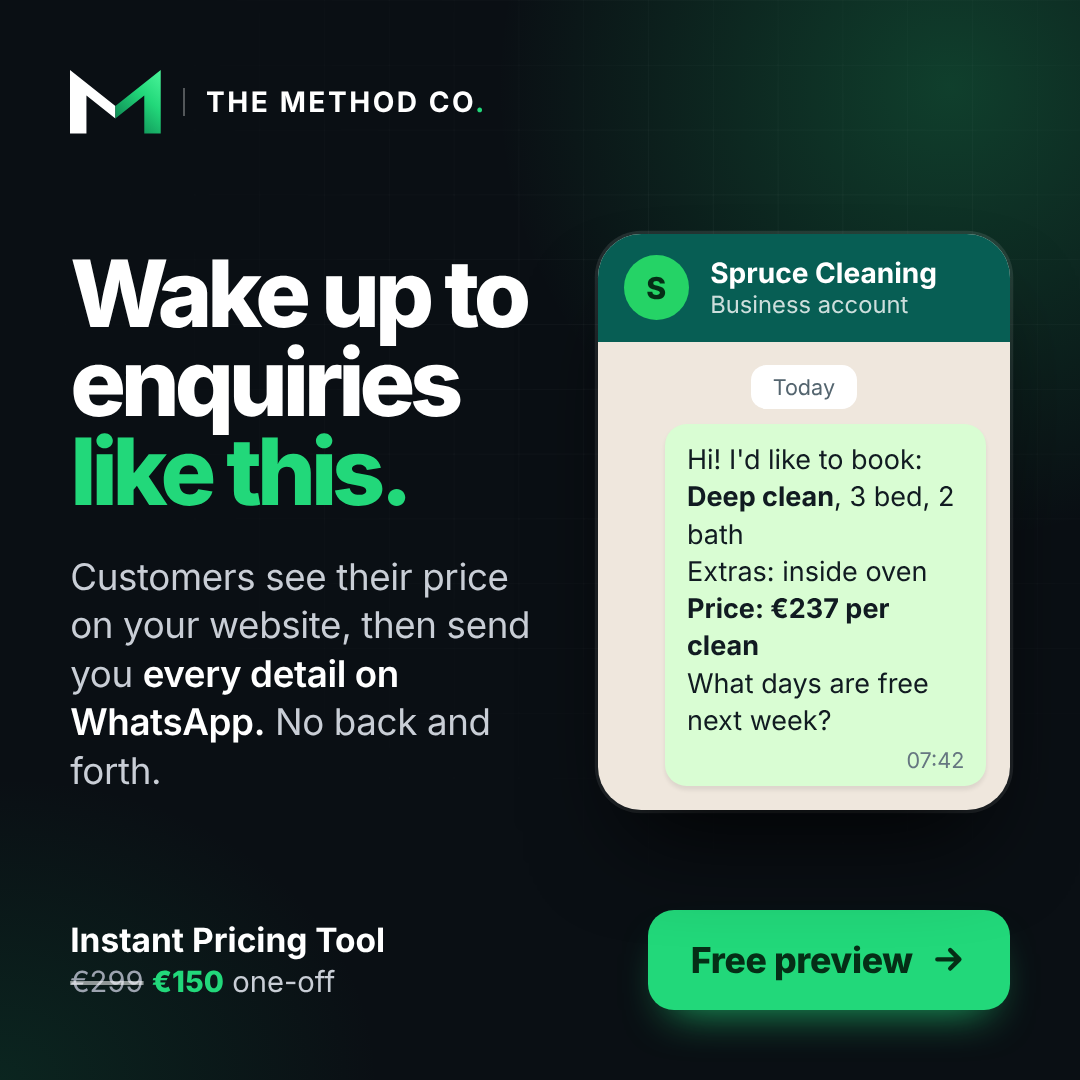 THE METHOD CO.
Wake up to
enquiries
like this.
Customers see their price
on your website, then send
you every detail on
WhatsApp. No back and
forth.
S
Spruce Cleaning
Business account
Today
Hi! I'd like to book:
Deep clean, 3 bed, 2
bath
Extras: inside oven
Price: €237 per
clean
What days are free
next week?
07:42
Instant Pricing Tool
€299 €150 one-off
Free preview →